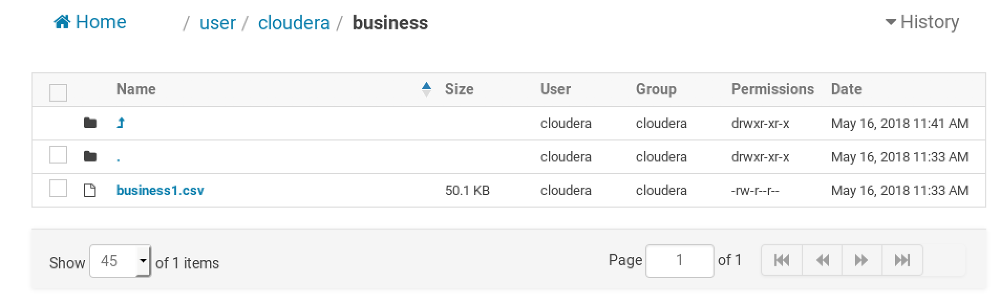 Home / user / cloudera / business History
Name Size User Group Permissions Date
cloudera cloudera drwxr-xr-x May 16, 2018 11:41 AM
. cloudera cloudera drwxr-xr-x May 16, 2018 11:33 AM
business1.csv 50.1 KB cloudera cloudera -rw-r--r-- May 16, 2018 11:33 AM
Show 45 of 1 items Page 1 of 1